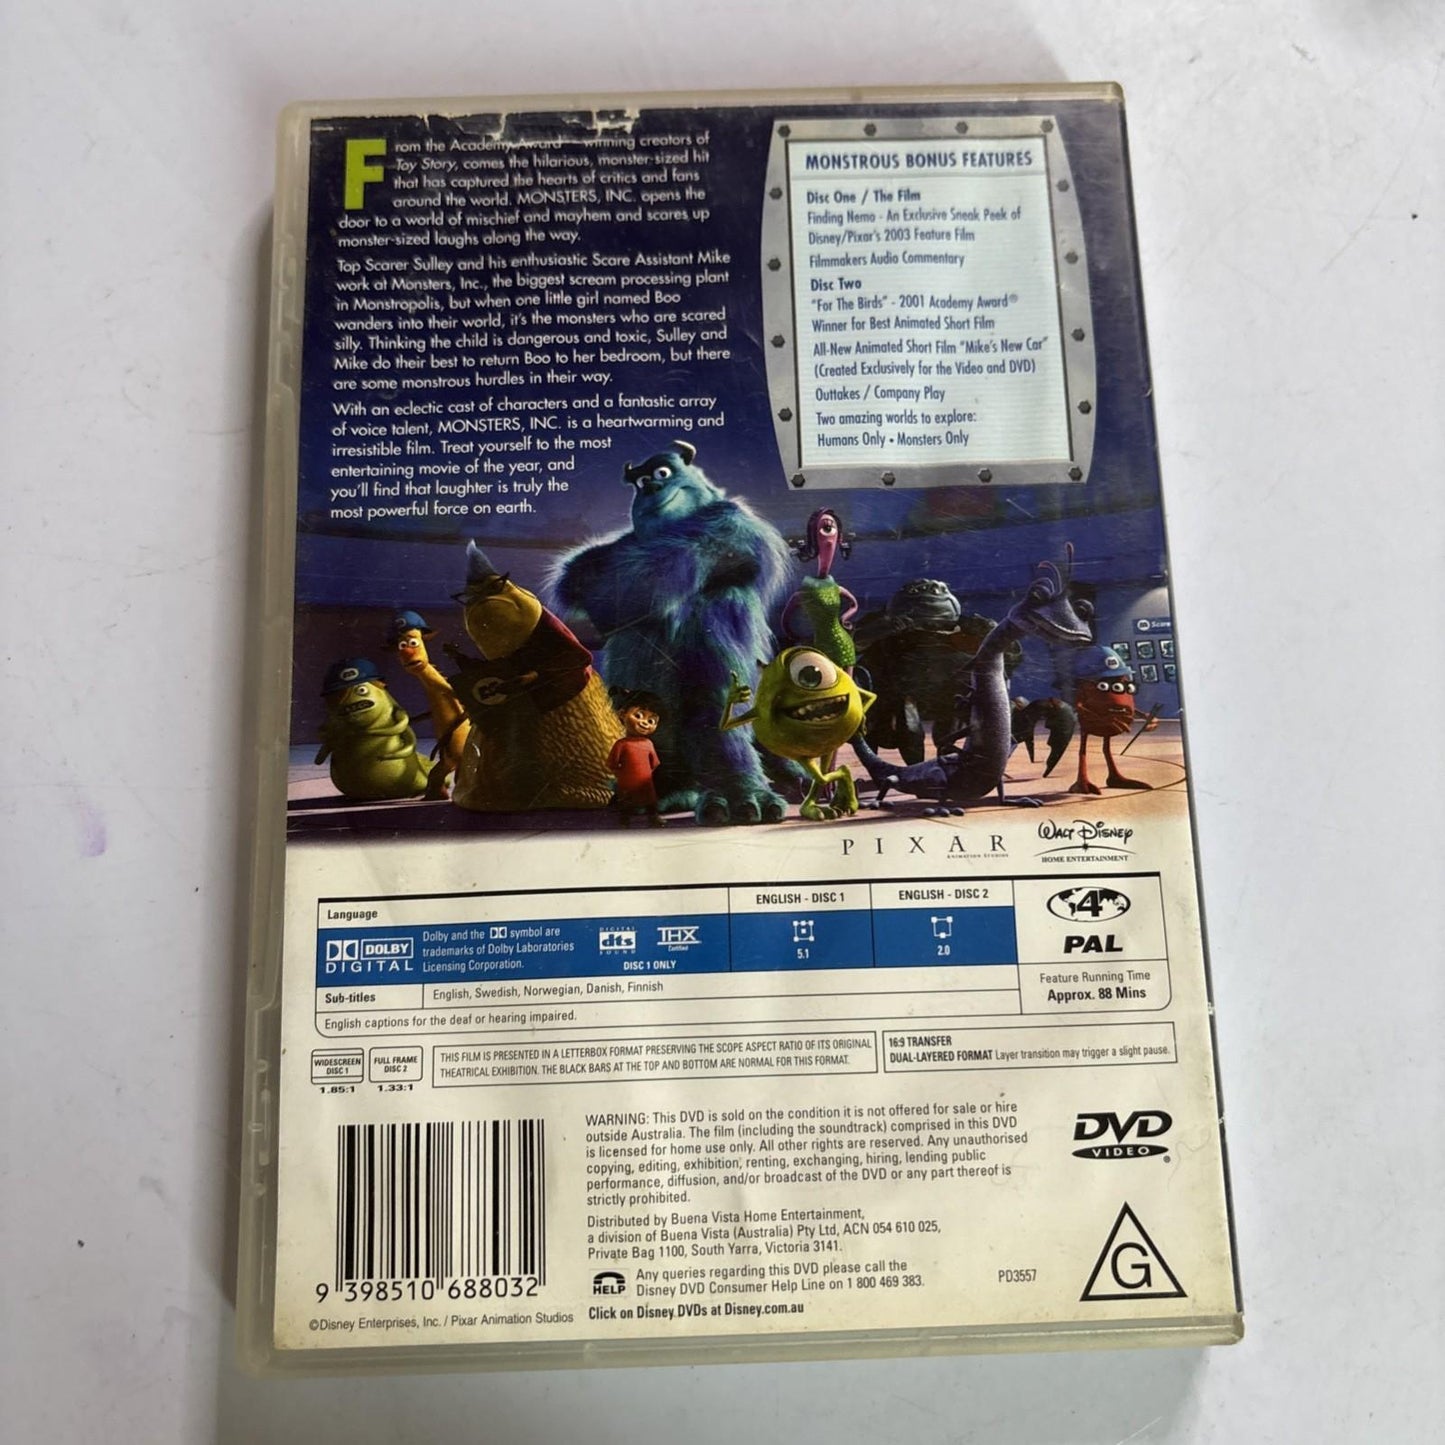 From the Academy Award winning creators of
Toy Story, comes the hilarious, monster-sized hit
that has captured the hearts of critics and fans
around the world. MONSTERS, INC. opens the
door to a world of mischief and mayhem and scares up
monster-sized laughs along the way.
Top Scarer Sulley and his enthusiastic Scare Assistant Mike
work at Monsters, Inc., the biggest scream processing plant
in Monstropolis, but when one little girl named Boo
wanders into their world, it's the monsters who are scared
silly. Thinking the child is dangerous and toxic, Sulley and
Mike do their best to return Boo to her bedroom, but there
are some monstrous hurdles in their way.
With an eclectic cast of characters and a fantastic array
of voice talent, MONSTERS, INC. is a heartwarming and
irresistible film. Treat yourself to the most
entertaining movie of the year, and
you'll find that laughter is truly the
most powerful force on earth.
MONSTROUS BONUS FEATURES
Disc One / The Film
Finding Nemo - An Exclusive Sneak Peek of
Disney/Pixar's 2003 Feature Film
Filmmakers Audio Commentary
Disc Two
"For The Birds" - 2001 Academy Award®
Winner for Best Animated Short Film
All-New Animated Short Film "Mike's New Car"
(Created Exclusively for the Video and DVD)
Outtakes / Company Play
Two amazing worlds to explore:
Humans Only • Monsters Only
Score
PIXAR
ANIMATION STUDIOS
WALT DISNEY
HOME ENTERTAINMENT
Language
ENGLISH - DISC 1
ENGLISH - DISC 2
DOLBY
DIGITAL
Dolby and the DD symbol are
trademarks of Dolby Laboratories
Licensing Corporation.
DIGITAL
dts
SOUND
THX
Certified
DISC 1 ONLY
5.1
2.0
4
PAL
Sub-titles
English, Swedish, Norwegian, Danish, Finnish
English captions for the deaf or hearing impaired.
Feature Running Time
Approx. 88 Mins
WIDESCREEN
DISC 1
1.85:1
FULL FRAME
DISC 2
1.33:1
THIS FILM IS PRESENTED IN A LETTERBOX FORMAT PRESERVING THE SCOPE ASPECT RATIO OF ITS ORIGINAL
THEATRICAL EXHIBITION. THE BLACK BARS AT THE TOP AND BOTTOM ARE NORMAL FOR THIS FORMAT.
16:9 TRANSFER
DUAL-LAYERED FORMAT Layer transition may trigger a slight pause.
WARNING: This DVD is sold on the condition it is not offered for sale or hire
outside Australia. The film (including the soundtrack) comprised in this DVD
is licensed for home use only. All other rights are reserved. Any unauthorised
copying, editing, exhibition, renting, exchanging, hiring, lending public
performance, diffusion, and/or broadcast of the DVD or any part thereof is
strictly prohibited.
Distributed by Buena Vista Home Entertainment,
a division of Buena Vista (Australia) Pty Ltd, ACN 054 610 025,
Private Bag 1100, South Yarra, Victoria 3141.
HELP
Any queries regarding this DVD please call the
Disney DVD Consumer Help Line on 1 800 469 383.
Click on Disney DVDs at Disney.com.au
PD3557
DVD
VIDEO
G
9 398510 688032
©Disney Enterprises, Inc. / Pixar Animation Studios